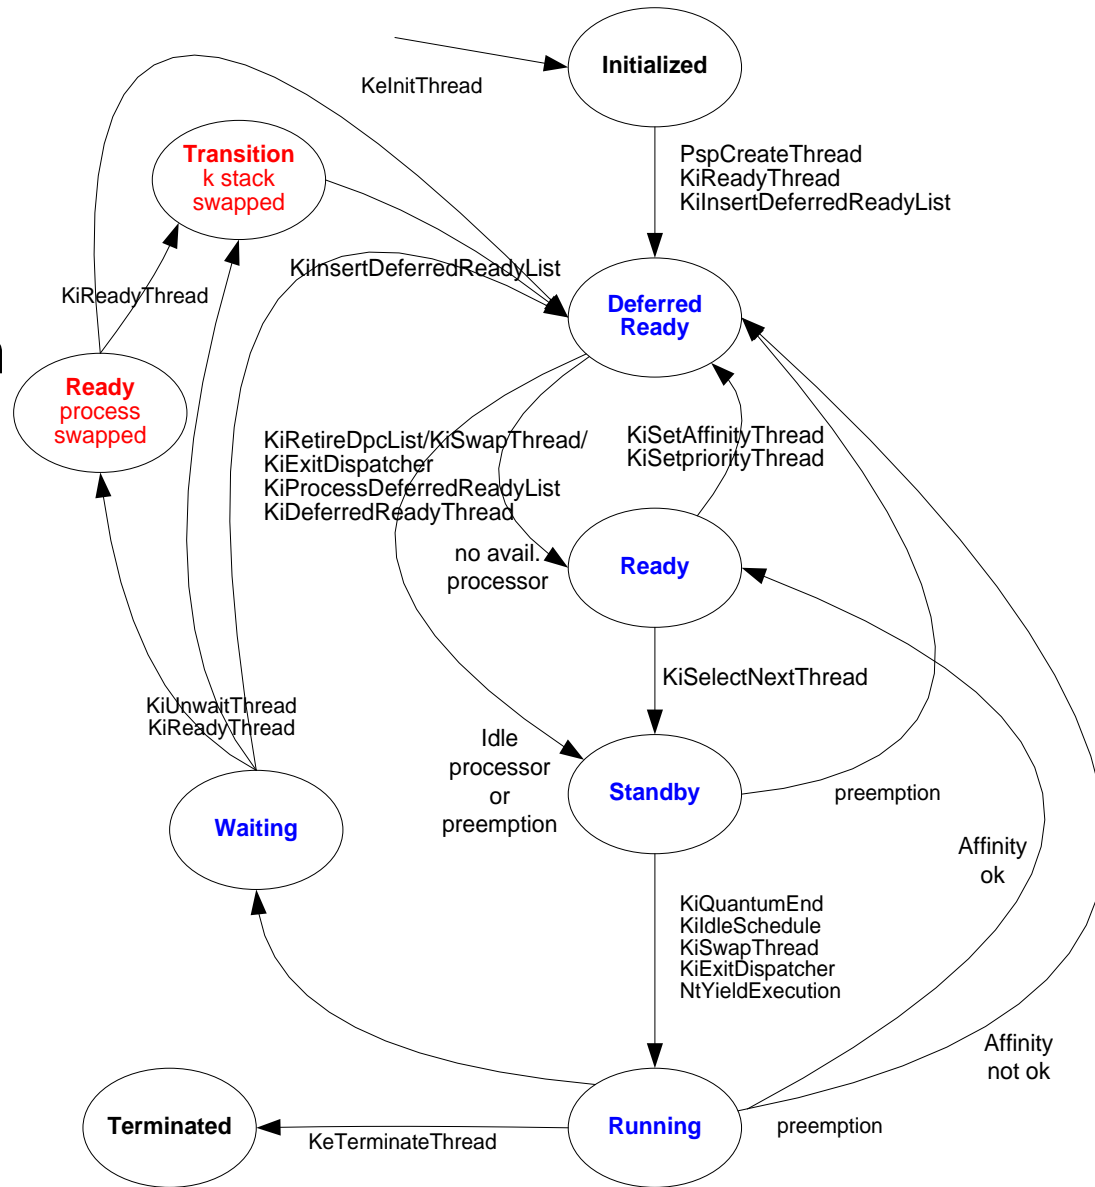 Initialized
KeInitThread
Transition
k stack
swapped
PspCreateThread
KiReadyThread
KiInsertDeferredReadyList
KiInsertDeferredReadyList
KiReadyThread
Deferred
Ready
Ready
process
swapped
KiRetireDpcList/KiSwapThread/
KiExitDispatcher
KiProcessDeferredReadyList
KiDeferredReadyThread
KiSetAffinityThread
KiSetpriorityThread
no avail.
processor
Ready
KiSelectNextThread
KiUnwaitThread
KiReadyThread
Idle
processor
or
preemption
Standby
preemption
Waiting
Affinity
ok
KiQuantumEnd
KiIdleSchedule
KiSwapThread
KiExitDispatcher
NtYieldExecution
Affinity
not ok
Terminated
KeTerminateThread
Running
preemption